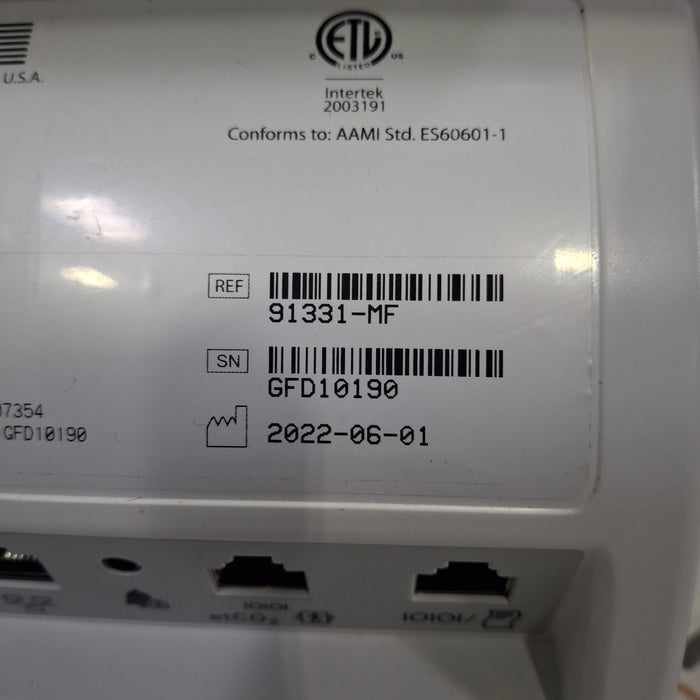 U.S.A.
ETL
LISTED
C US
Intertek
2003191
Conforms to: AAMI Std. ES60601-1
REF
91331-MF
SN
GFD10190
2022-06-01
7354
GFD10190
IOIOI
etCO2
IOIOI/